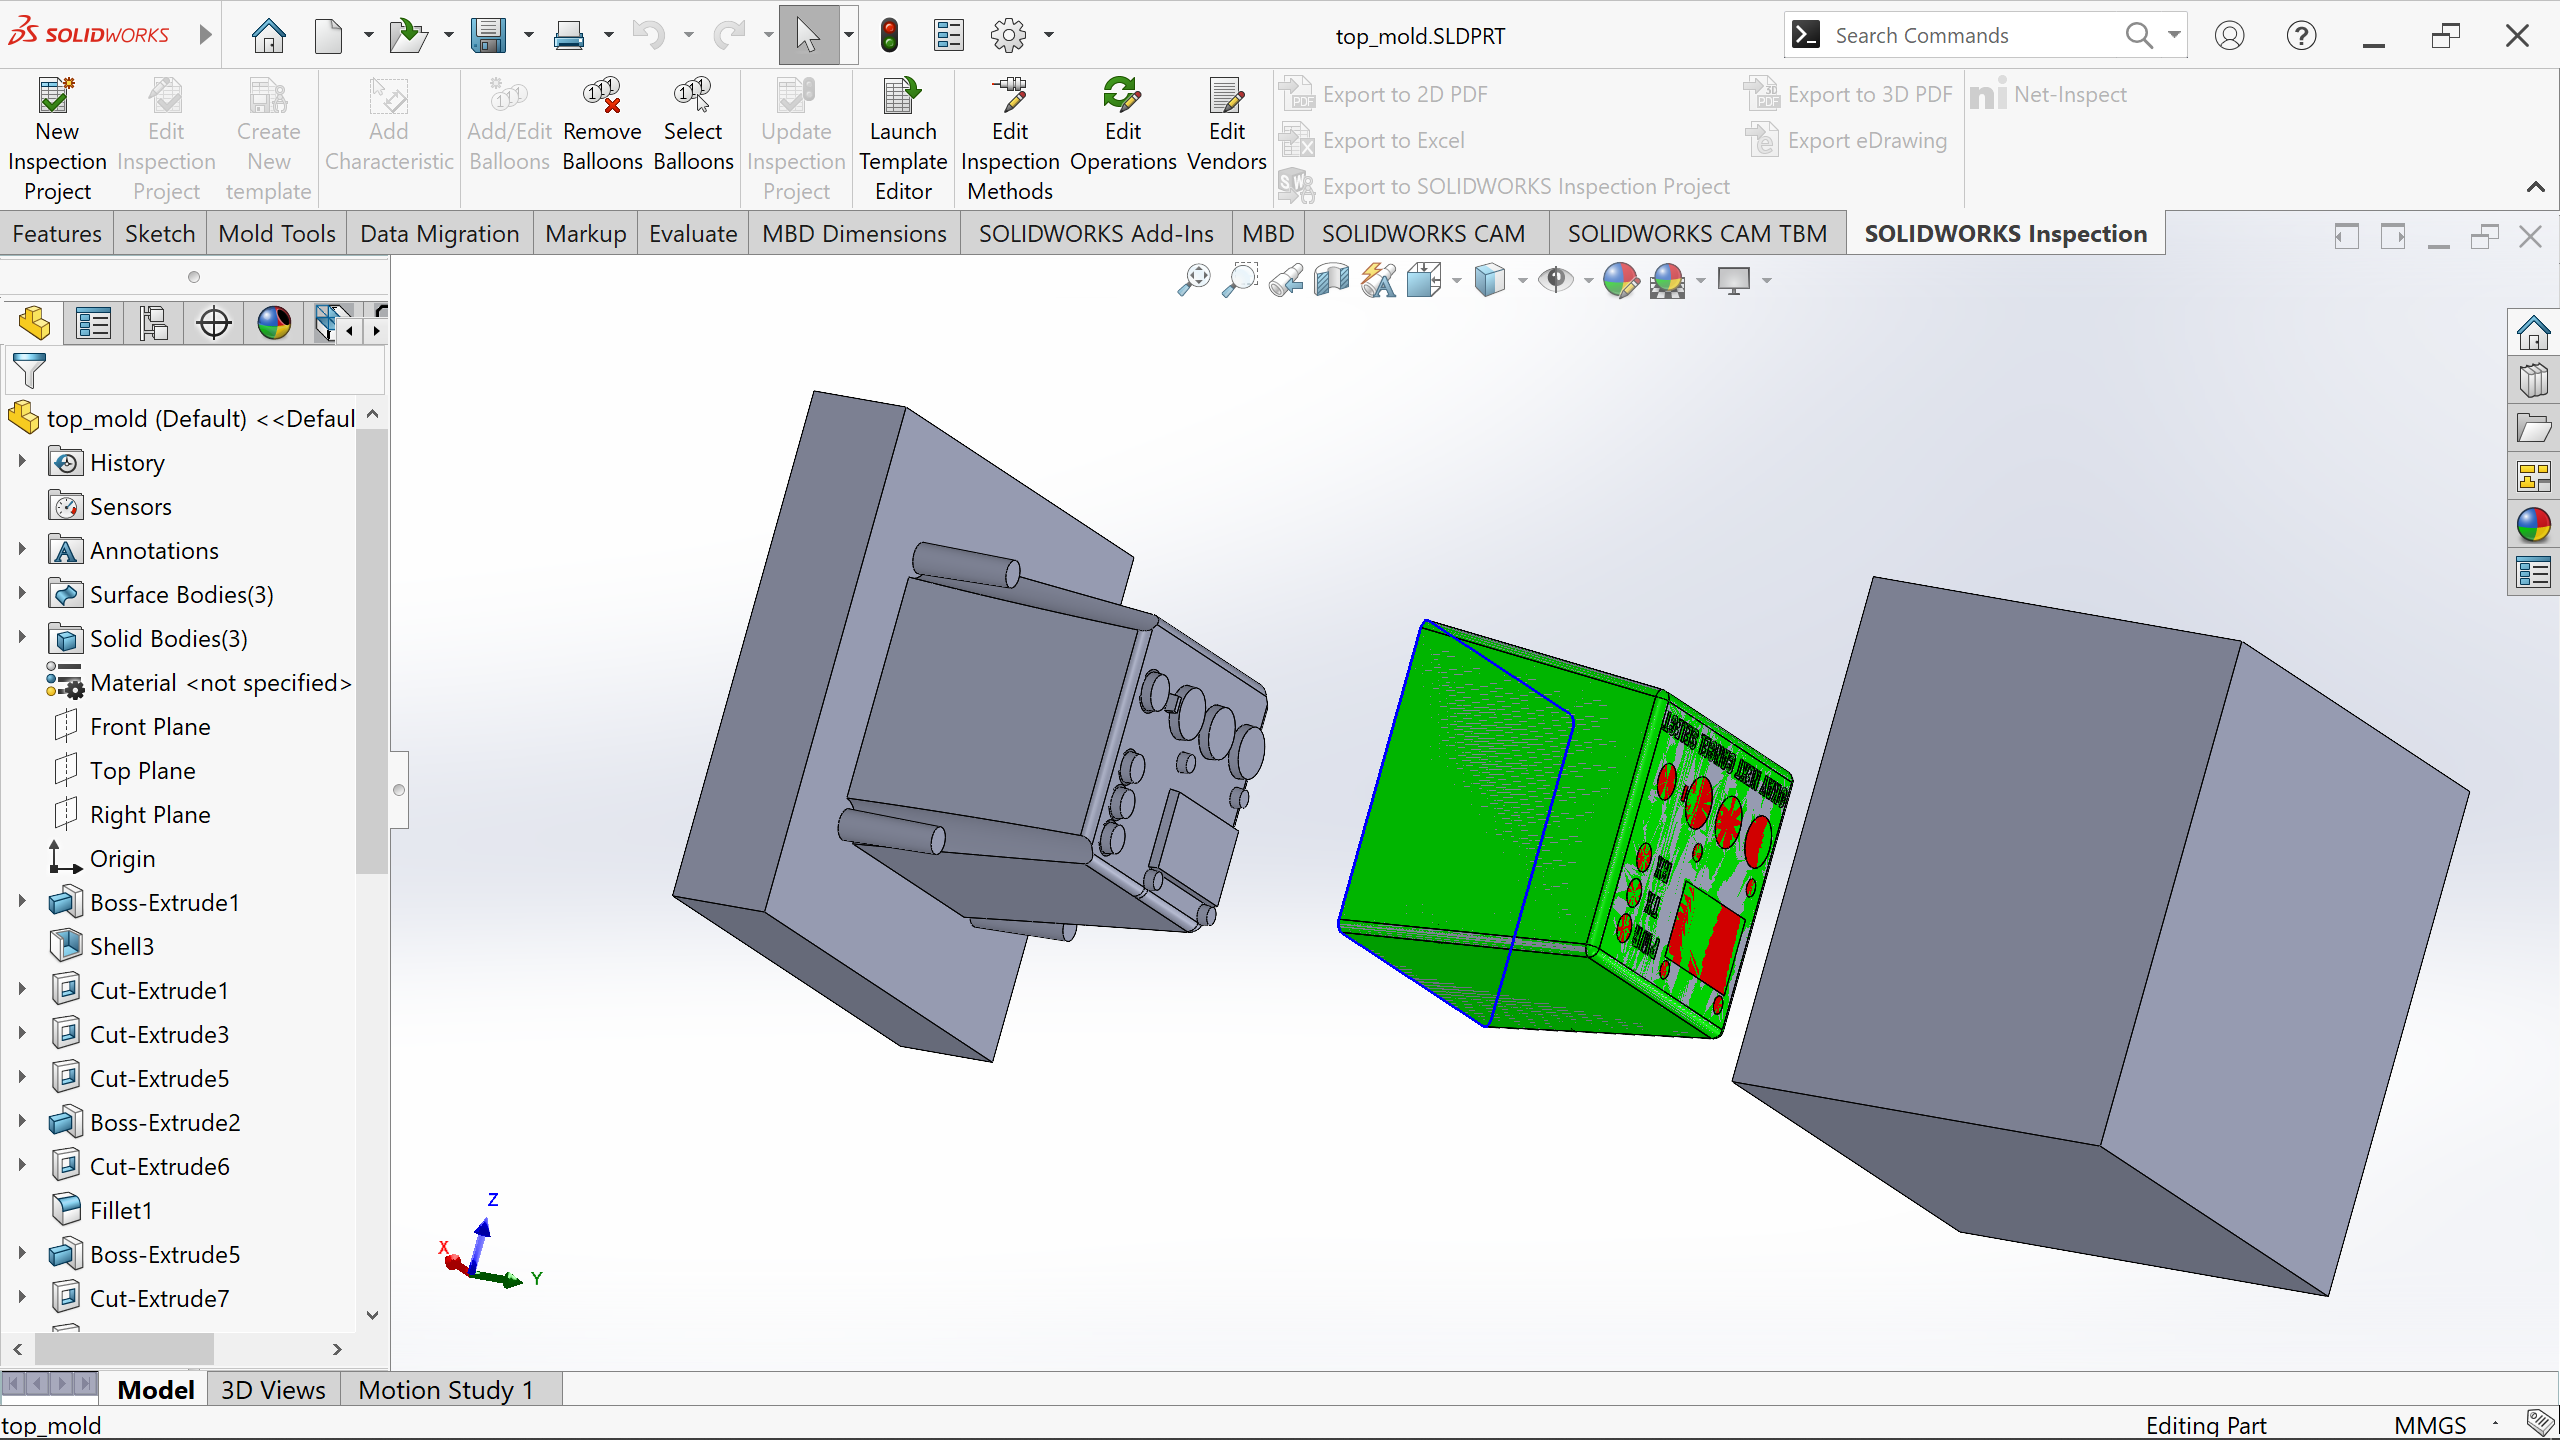 SOLIDWORKS
top_mold.SLDPRT
Search Commands
New Inspection Project
Edit Inspection Project
Create New template
Add Characteristic
Add/Edit Balloons
Remove Balloons
Select Balloons
Update Inspection Project
Launch Template Editor
Edit Inspection Methods
Edit Operations
Edit Vendors
Export to 2D PDF
Export to Excel
Export to SOLIDWORKS Inspection Project
Export to 3D PDF
Export eDrawing
Net-Inspect
Features
Sketch
Mold Tools
Data Migration
Markup
Evaluate
MBD Dimensions
SOLIDWORKS Add-Ins
MBD
SOLIDWORKS CAM
SOLIDWORKS CAM TBM
SOLIDWORKS Inspection
top_mold (Default) <<Defaul
History
Sensors
Annotations
Surface Bodies(3)
Solid Bodies(3)
Material <not specified>
Front Plane
Top Plane
Right Plane
Origin
Boss-Extrude1
Shell3
Cut-Extrude1
Cut-Extrude3
Cut-Extrude5
Boss-Extrude2
Cut-Extrude6
Fillet1
Boss-Extrude5
Cut-Extrude7
Z
X
Y
Model
3D Views
Motion Study 1
top_mold
Editing Part
MMGS